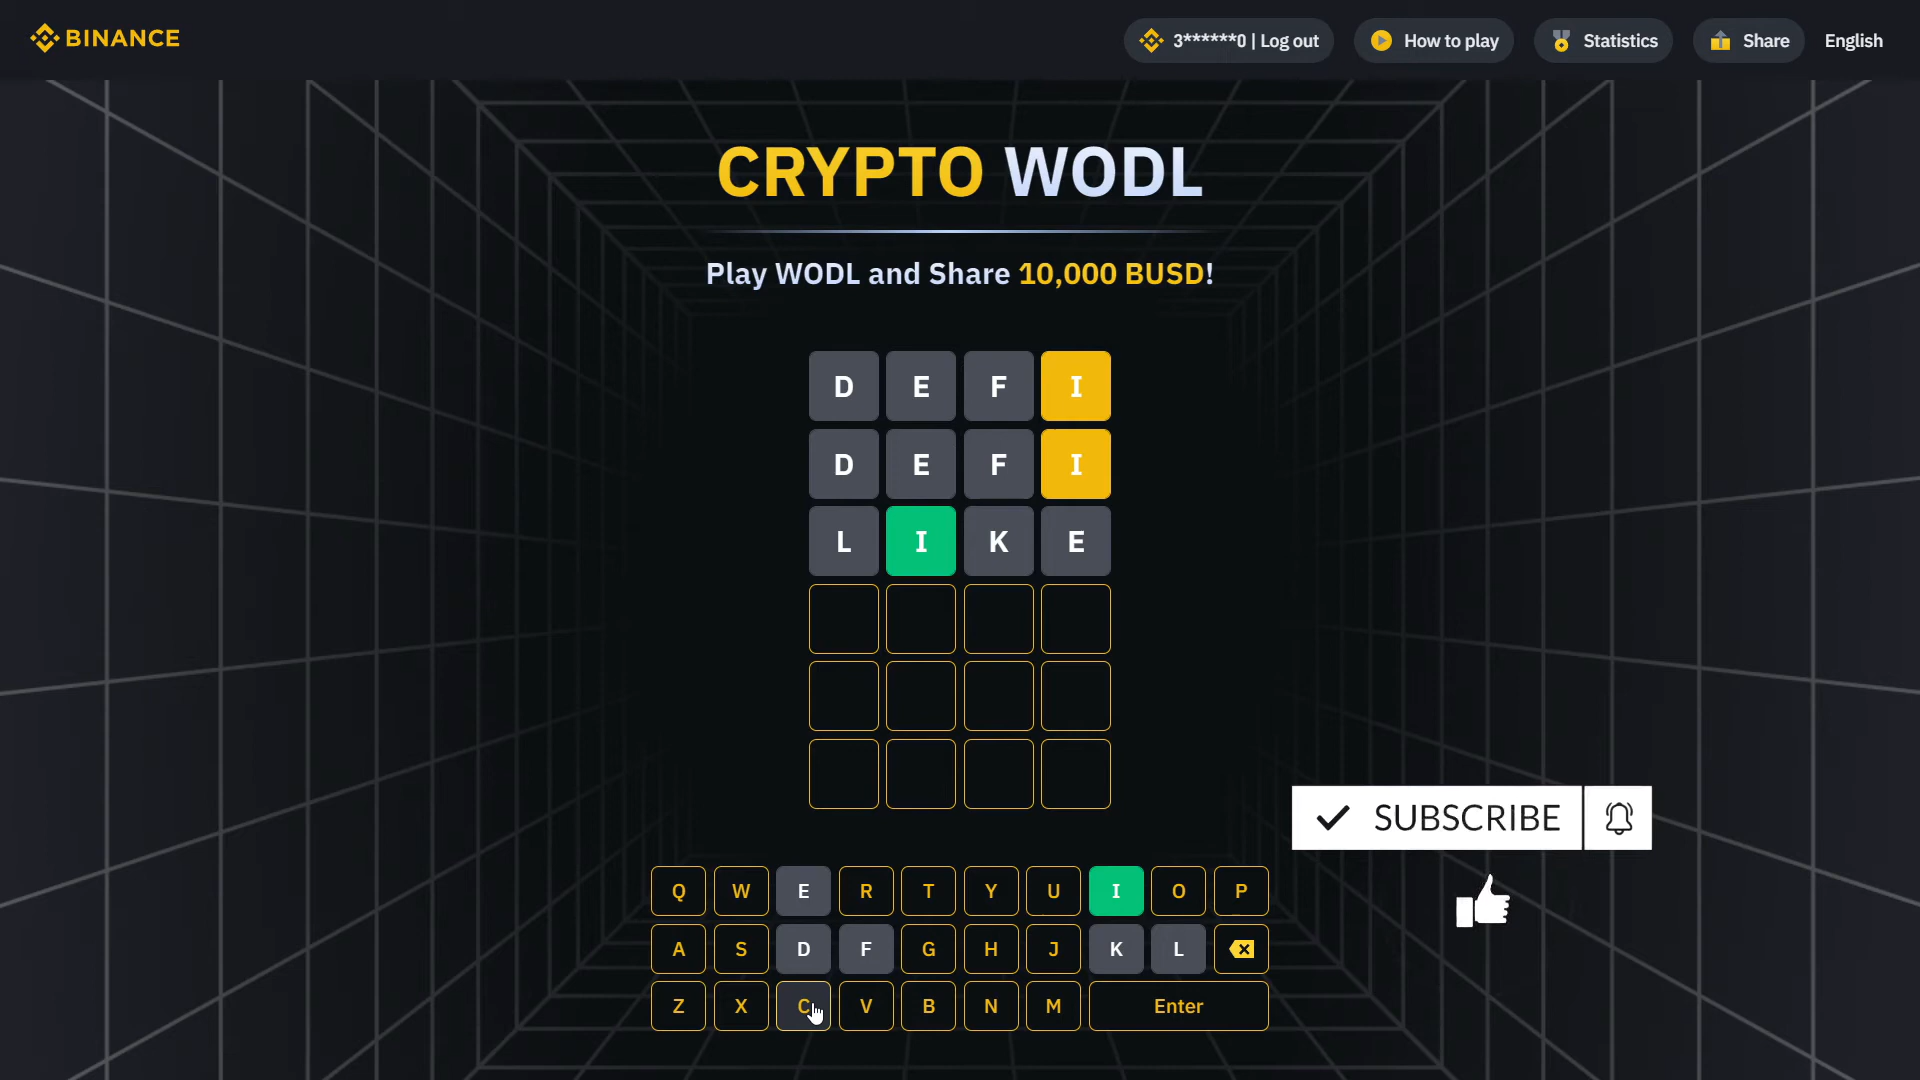 BINANCE
3******0 | Log out
How to play
Statistics
Share
English
CRYPTO WODL
Play WODL and Share 10,000 BUSD!
D E F I
D E F I
L I K E
SUBSCRIBE
Q W E R T Y U I O P
A S D F G H J K L
Z X C V B N M Enter